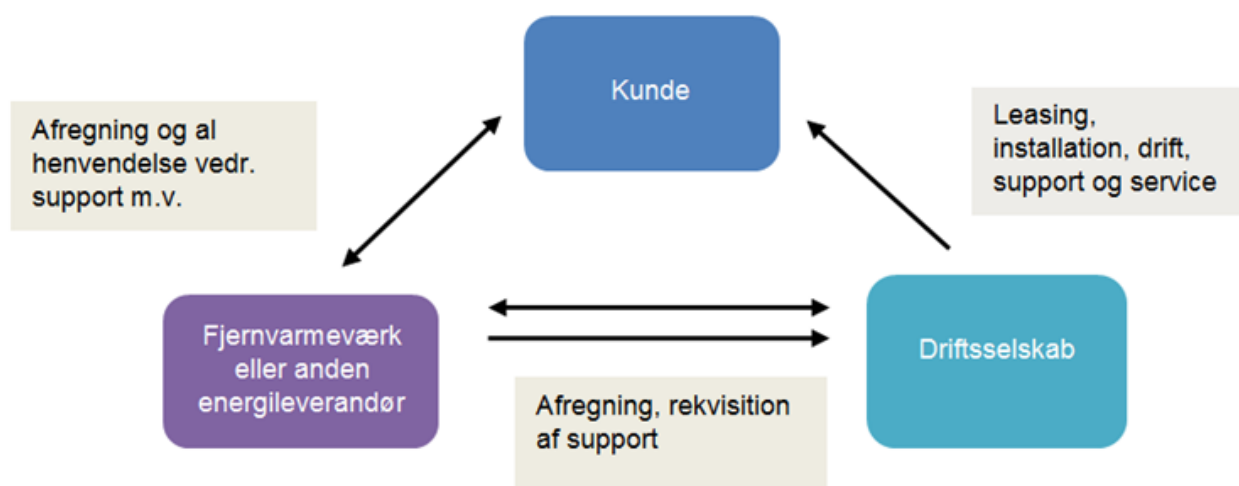 Kunde
Afregning og al
henvendelse vedr.
support m.v.
Leasing,
installation, drift,
support og service
Fjernvarmeværk
eller anden
energileverandør
Driftsselskab
Afregning, rekvisition
af support